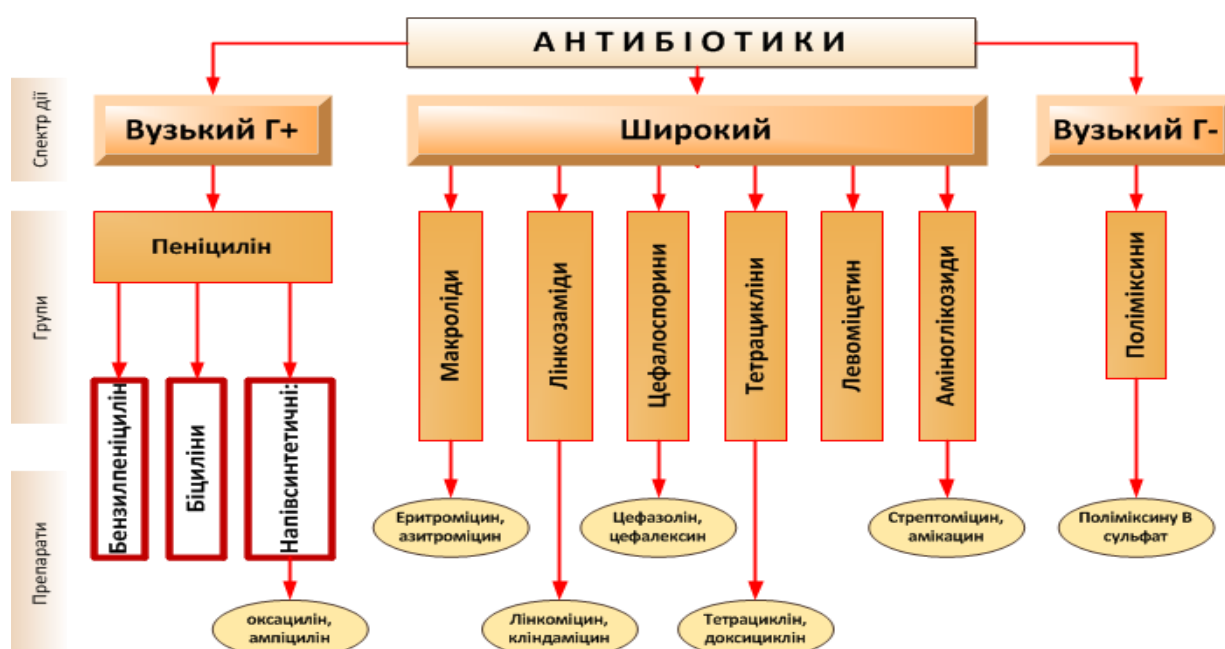 АНТИБІОТИКИ
Спектр дії
Вузький Г+
Широкий
Вузький Г-
Групи
Пеніцилін
Макроліди
Лінкозаміди
Цефалоспорини
Тетрацикліни
Левоміцетин
Аміноглікозиди
Поліміксини
Бензилпеніцилін
Біциліни
Напівсинтетичні:
Препарати
Еритроміцин,
азитроміцин
Цефазолін,
цефалексин
Стрептоміцин,
амікацин
Поліміксину В
сульфат
оксацилін,
ампіцилін
Лінкоміцин,
кліндаміцин
Тетрациклін,
доксициклін